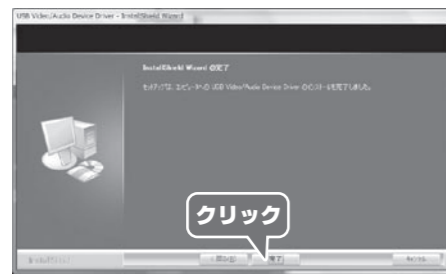 USB Video/Audio Device Driver - InstallShield Wizard
InstallShield Wizard の完了
セットアップは、コンピュータへの USB Video/Audio Device Driver のインストールを完了しました。
クリック
InstallShield
< 戻る(B)
完了
キャンセル